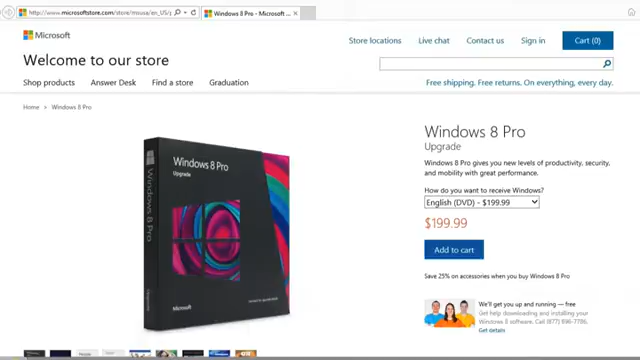 http://www.microsoftstore.com/store/msusa/en_US/p
Windows 8 Pro - Microsoft ...
Microsoft
Store locations Live chat Contact us Sign in Cart (0)
Welcome to our store
Shop products Answer Desk Find a store Graduation
Free shipping. Free returns. On everything, every day.
Home > Windows 8 Pro
Windows 8 Pro
Upgrade
Windows 8 Pro gives you new levels of productivity, security,
and mobility with great performance.
How do you want to receive Windows?
English (DVD) - $199.99
$199.99
Add to cart
Save 25% on accessories when you buy Windows 8 Pro
We'll get you up and running — free
Get help downloading and installing your
Windows 8 software. Call (877) 696-7786.
Get details
Windows 8 Pro
Upgrade
Windows 8 Pro
Microsoft